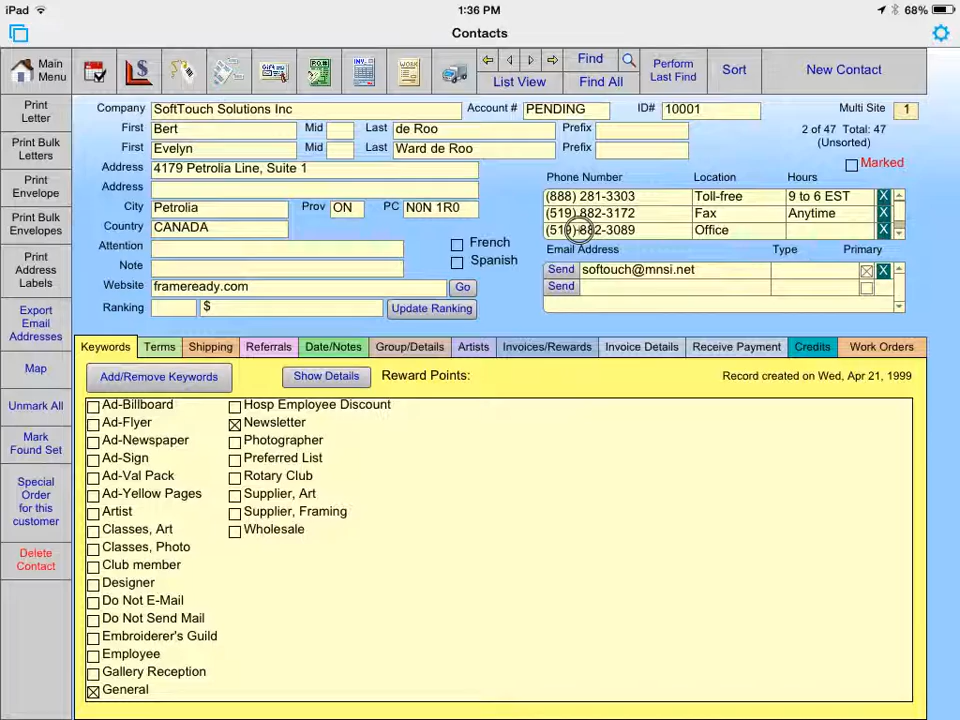 iPad 1:36 PM 68%
Contacts
Main Menu
Find
Find All
List View
Perform Last Find
Sort
New Contact
Print Letter
Print Bulk Letters
Print Envelope
Print Bulk Envelopes
Print Address Labels
Export Email Addresses
Map
Unmark All
Mark Found Set
Special Order for this customer
Delete Contact
Company SoftTouch Solutions Inc Account # PENDING ID# 10001 Multi Site 1
First Bert Mid Last de Roo Prefix
2 of 47 Total: 47
(Unsorted)
First Evelyn Mid Last Ward de Roo Prefix
Marked
Address 4179 Petrolia Line, Suite 1
Address
City Petrolia Prov ON PC N0N 1R0
Country CANADA
Attention
Note
French
Spanish
Website frameready.com Go
Ranking $ Update Ranking
Phone Number Location Hours
(888) 281-3303 Toll-free 9 to 6 EST X
(519) 882-3172 Fax Anytime X
(519) 882-3089 Office X
Email Address Type Primary
Send softouch@mnsi.net X
Send
Keywords Terms Shipping Referrals Date/Notes Group/Details Artists Invoices/Rewards Invoice Details Receive Payment Credits Work Orders
Add/Remove Keywords Show Details Reward Points: Record created on Wed, Apr 21, 1999
Ad-Billboard
Ad-Flyer
Ad-Newspaper
Ad-Sign
Ad-Val Pack
Ad-Yellow Pages
Artist
Classes, Art
Classes, Photo
Club member
Designer
Do Not E-Mail
Do Not Send Mail
Embroiderer's Guild
Employee
Gallery Reception
General
Hosp Employee Discount
Newsletter
Photographer
Preferred List
Rotary Club
Supplier, Art
Supplier, Framing
Wholesale